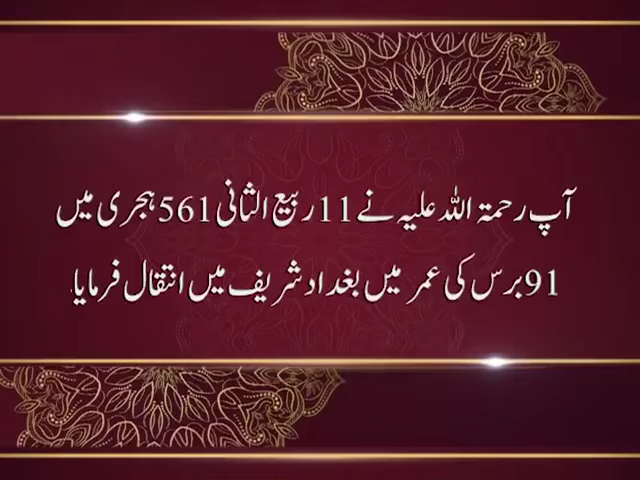 آپ رحمۃ اللہ علیہ نے 11 ربیع الثانی 561 ہجری میں
91 برس کی عمر میں بغداد شریف میں انتقال فرمایا۔